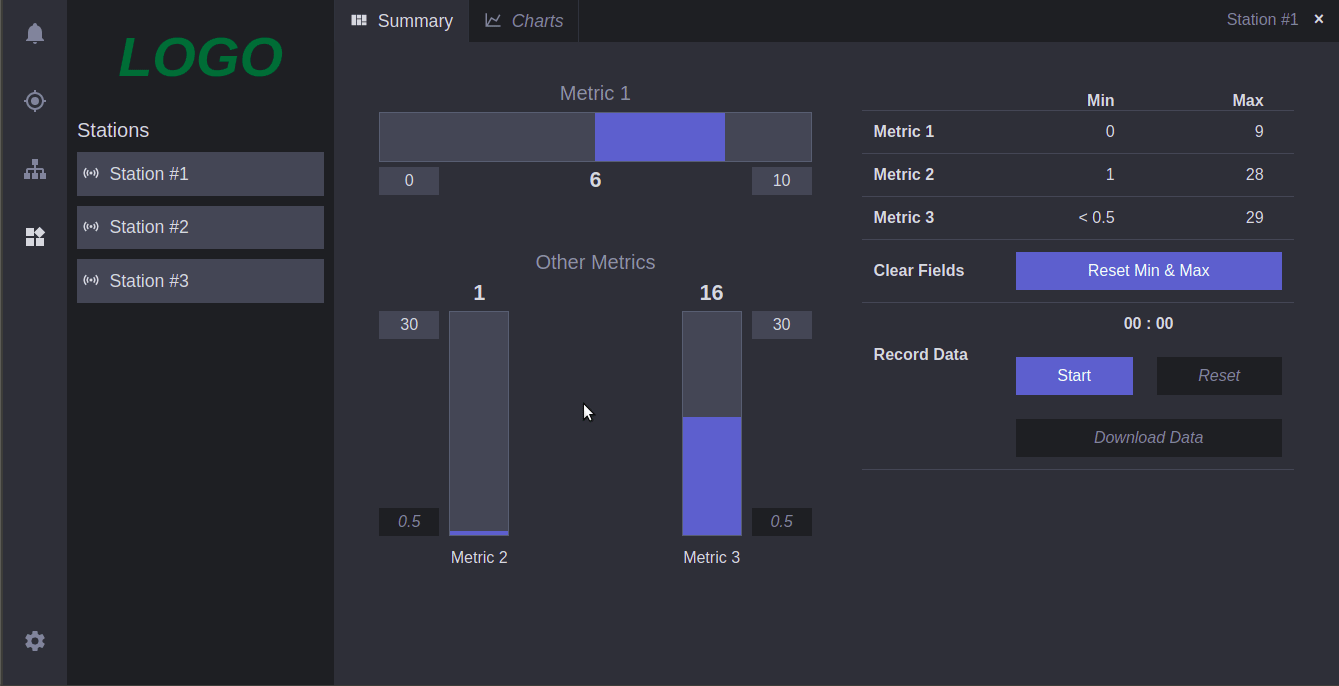 Summary
Charts
Station #1 ×
LOGO
Stations
Station #1
Station #2
Station #3
Metric 1
0
6
10
Other Metrics
1
16
30
30
0.5
0.5
Metric 2
Metric 3
Min Max
Metric 1 0 9
Metric 2 1 28
Metric 3 < 0.5 29
Clear Fields Reset Min & Max
00 : 00
Record Data
Start Reset
Download Data